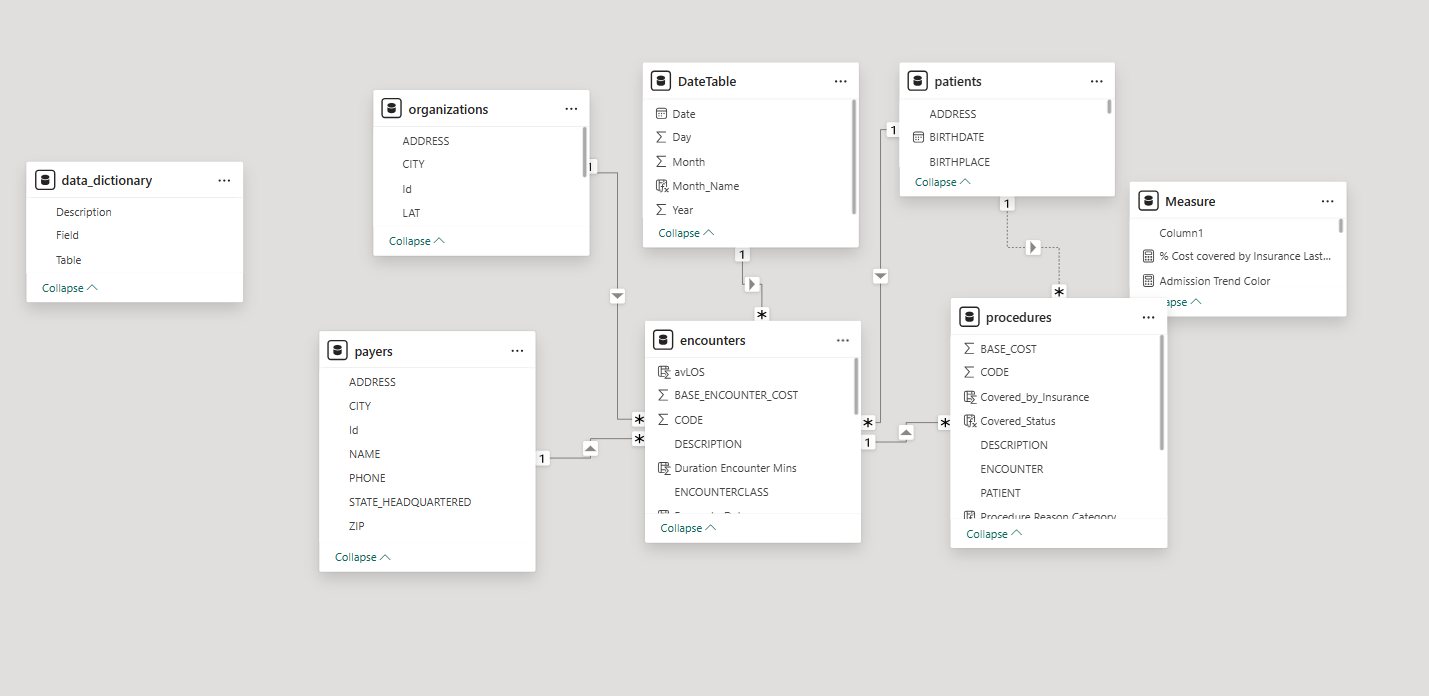 data_dictionary
...
Description
Field
Table
Collapse
organizations
...
ADDRESS
CITY
Id
LAT
Collapse
1
*
payers
...
ADDRESS
CITY
Id
NAME
PHONE
STATE_HEADQUARTERED
ZIP
Collapse
1
*
DateTable
...
Date
Day
Month
Month_Name
Year
Collapse
1
*
encounters
...
avLOS
BASE_ENCOUNTER_COST
CODE
DESCRIPTION
Duration Encounter Mins
ENCOUNTERCLASS
Collapse
*
1
patients
...
ADDRESS
BIRTHDATE
BIRTHPLACE
Collapse
1
1
*
procedures
...
BASE_COST
CODE
Covered_by_Insurance
Covered_Status
DESCRIPTION
ENCOUNTER
PATIENT
Procedure Reason Category
Collapse
*
Measure
...
Column1
% Cost covered by Insurance Last...
Admission Trend Color
apse